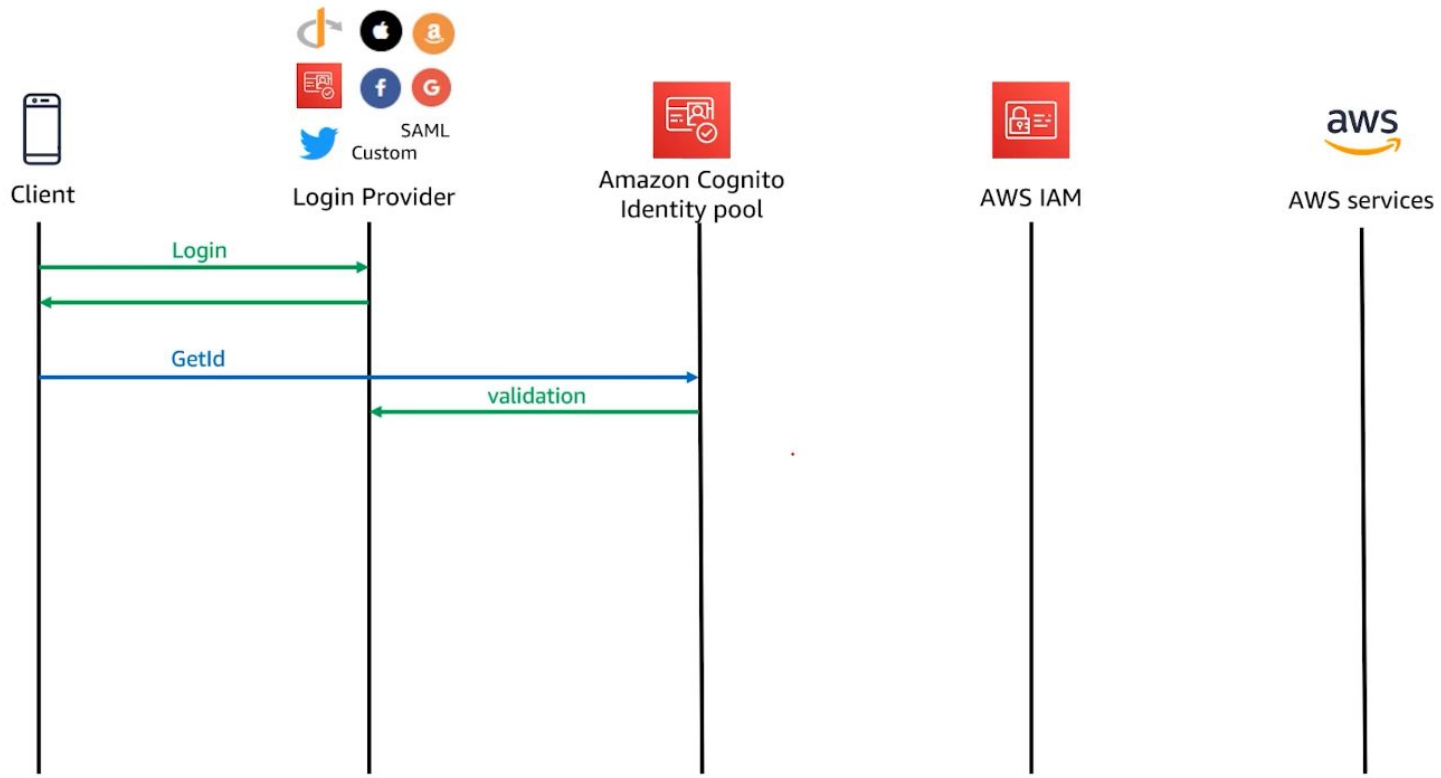 SAML
Custom
aws
Client
Login Provider
Amazon Cognito
Identity pool
AWS IAM
AWS services
Login
GetId
validation